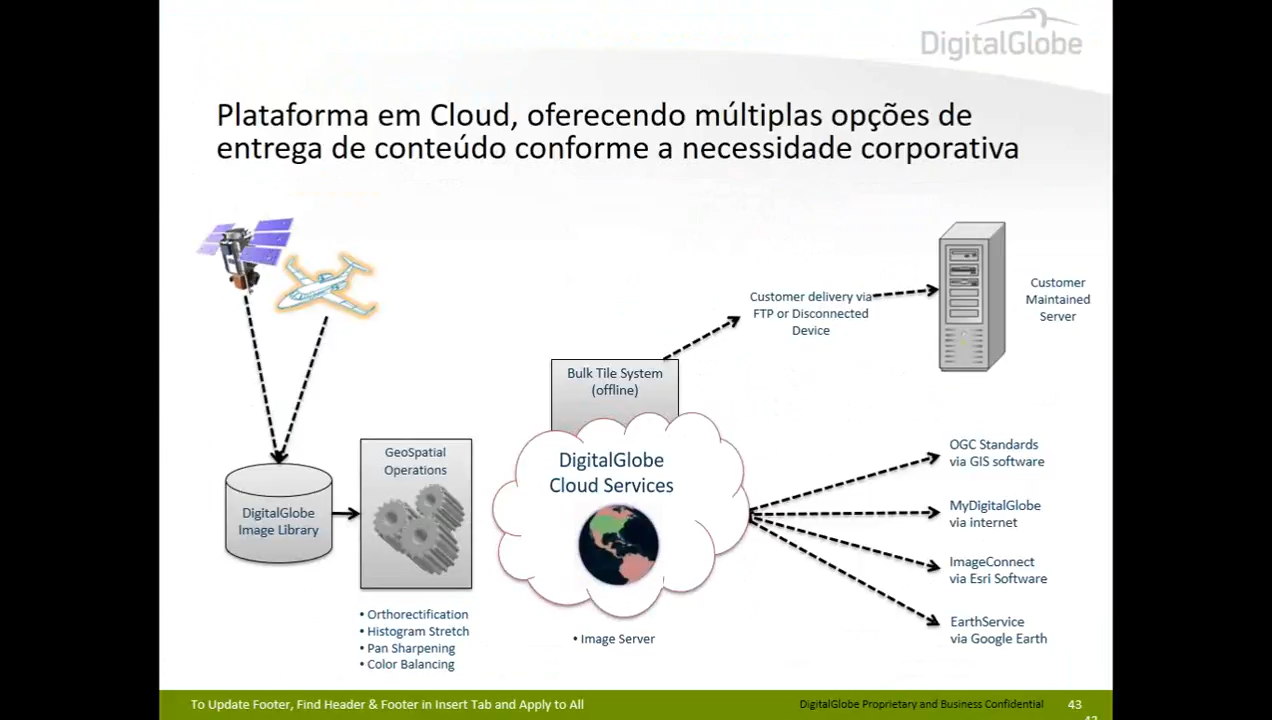 DigitalGlobe
Plataforma em Cloud, oferecendo múltiplas opções de
entrega de conteúdo conforme a necessidade corporativa
Customer delivery via
FTP or Disconnected
Device
Customer
Maintained
Server
Bulk Tile System
(offline)
GeoSpatial
Operations
DigitalGlobe
Image Library
DigitalGlobe
Cloud Services
OGC Standards
via GIS software
MyDigitalGlobe
via internet
ImageConnect
via Esri Software
EarthService
via Google Earth
• Orthorectification
• Histogram Stretch
• Pan Sharpening
• Color Balancing
• Image Server
To Update Footer, Find Header & Footer in Insert Tab and Apply to All
DigitalGlobe Proprietary and Business Confidential
43